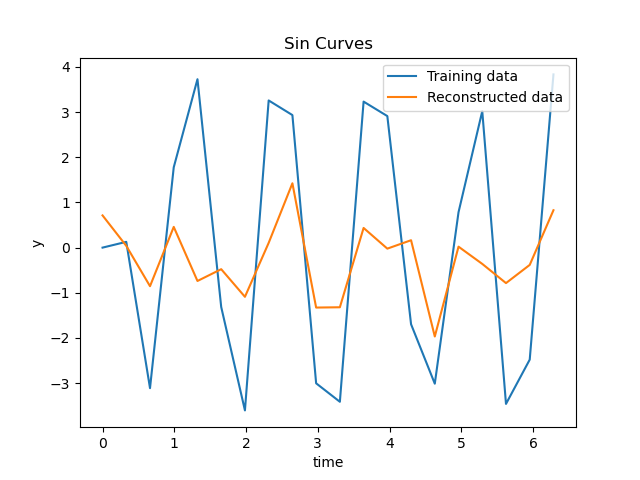 Sin Curves
Training data
Reconstructed data
4
3
2
1
0
−1
−2
−3
y
0 1 2 3 4 5 6
time